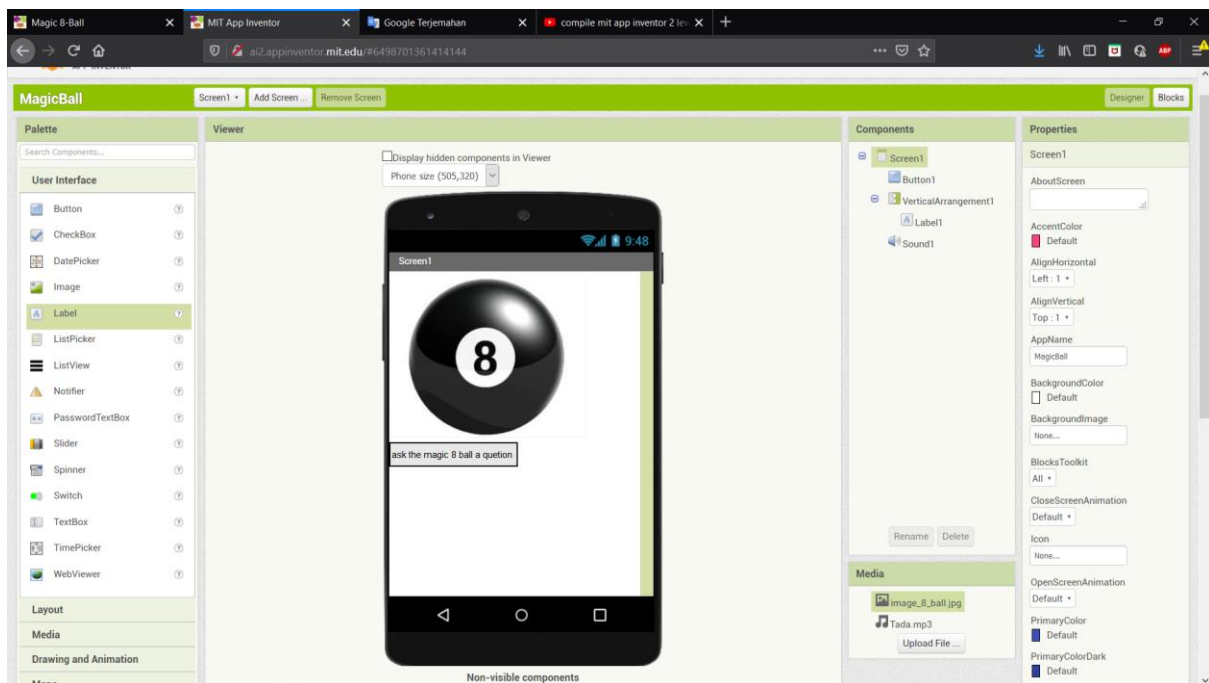 Magic 8-Ball
MIT App Inventor
Google Terjemahan
compile mit app inventor 2 lev
ai2.appinventor.mit.edu/#6498701361414144
MagicBall
Screen1
Add Screen ...
Remove Screen
Designer
Blocks
Palette
Search Components...
User Interface
Button
CheckBox
DatePicker
Image
Label
ListPicker
ListView
Notifier
PasswordTextBox
Slider
Spinner
Switch
TextBox
TimePicker
WebViewer
Layout
Media
Drawing and Animation
Maps
Viewer
Display hidden components in Viewer
Phone size (505,320)
9:48
Screen1
8
ask the magic 8 ball a quetion
Non-visible components
Components
Screen1
Button1
VerticalArrangement1
A Label1
Sound1
Rename
Delete
Media
image_8_ball.jpg
Tada.mp3
Upload File ...
Properties
Screen1
AboutScreen
AccentColor
Default
AlignHorizontal
Left : 1
AlignVertical
Top : 1
AppName
MagicBall
BackgroundColor
Default
BackgroundImage
None...
BlocksToolkit
All
CloseScreenAnimation
Default
Icon
None...
OpenScreenAnimation
Default
PrimaryColor
Default
PrimaryColorDark
Default